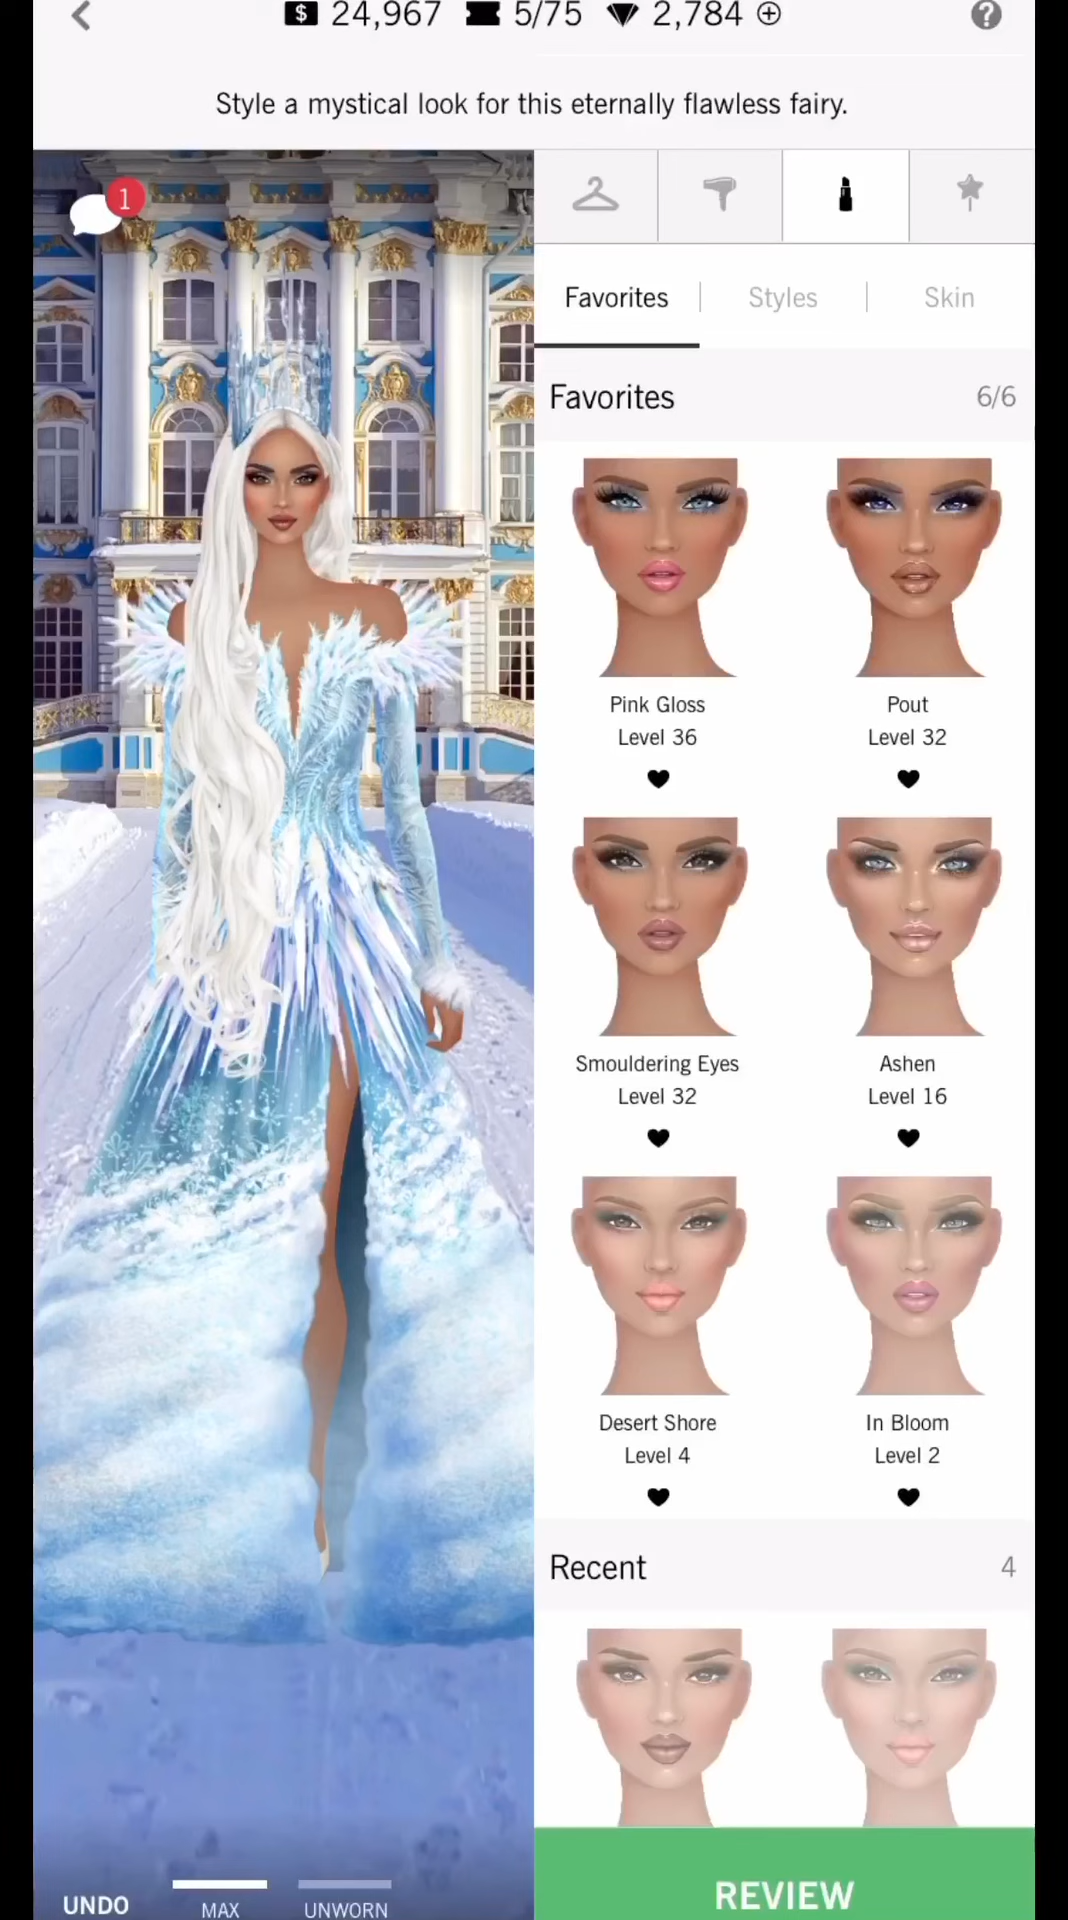 $ 24,967 5/75 2,784
?
Style a mystical look for this eternally flawless fairy.
1
Favorites Styles Skin
Favorites 6/6
Pink Gloss
Level 36
Pout
Level 32
Smouldering Eyes
Level 32
Ashen
Level 16
Desert Shore
Level 4
In Bloom
Level 2
Recent 4
UNDO
MAX
UNWORN
REVIEW